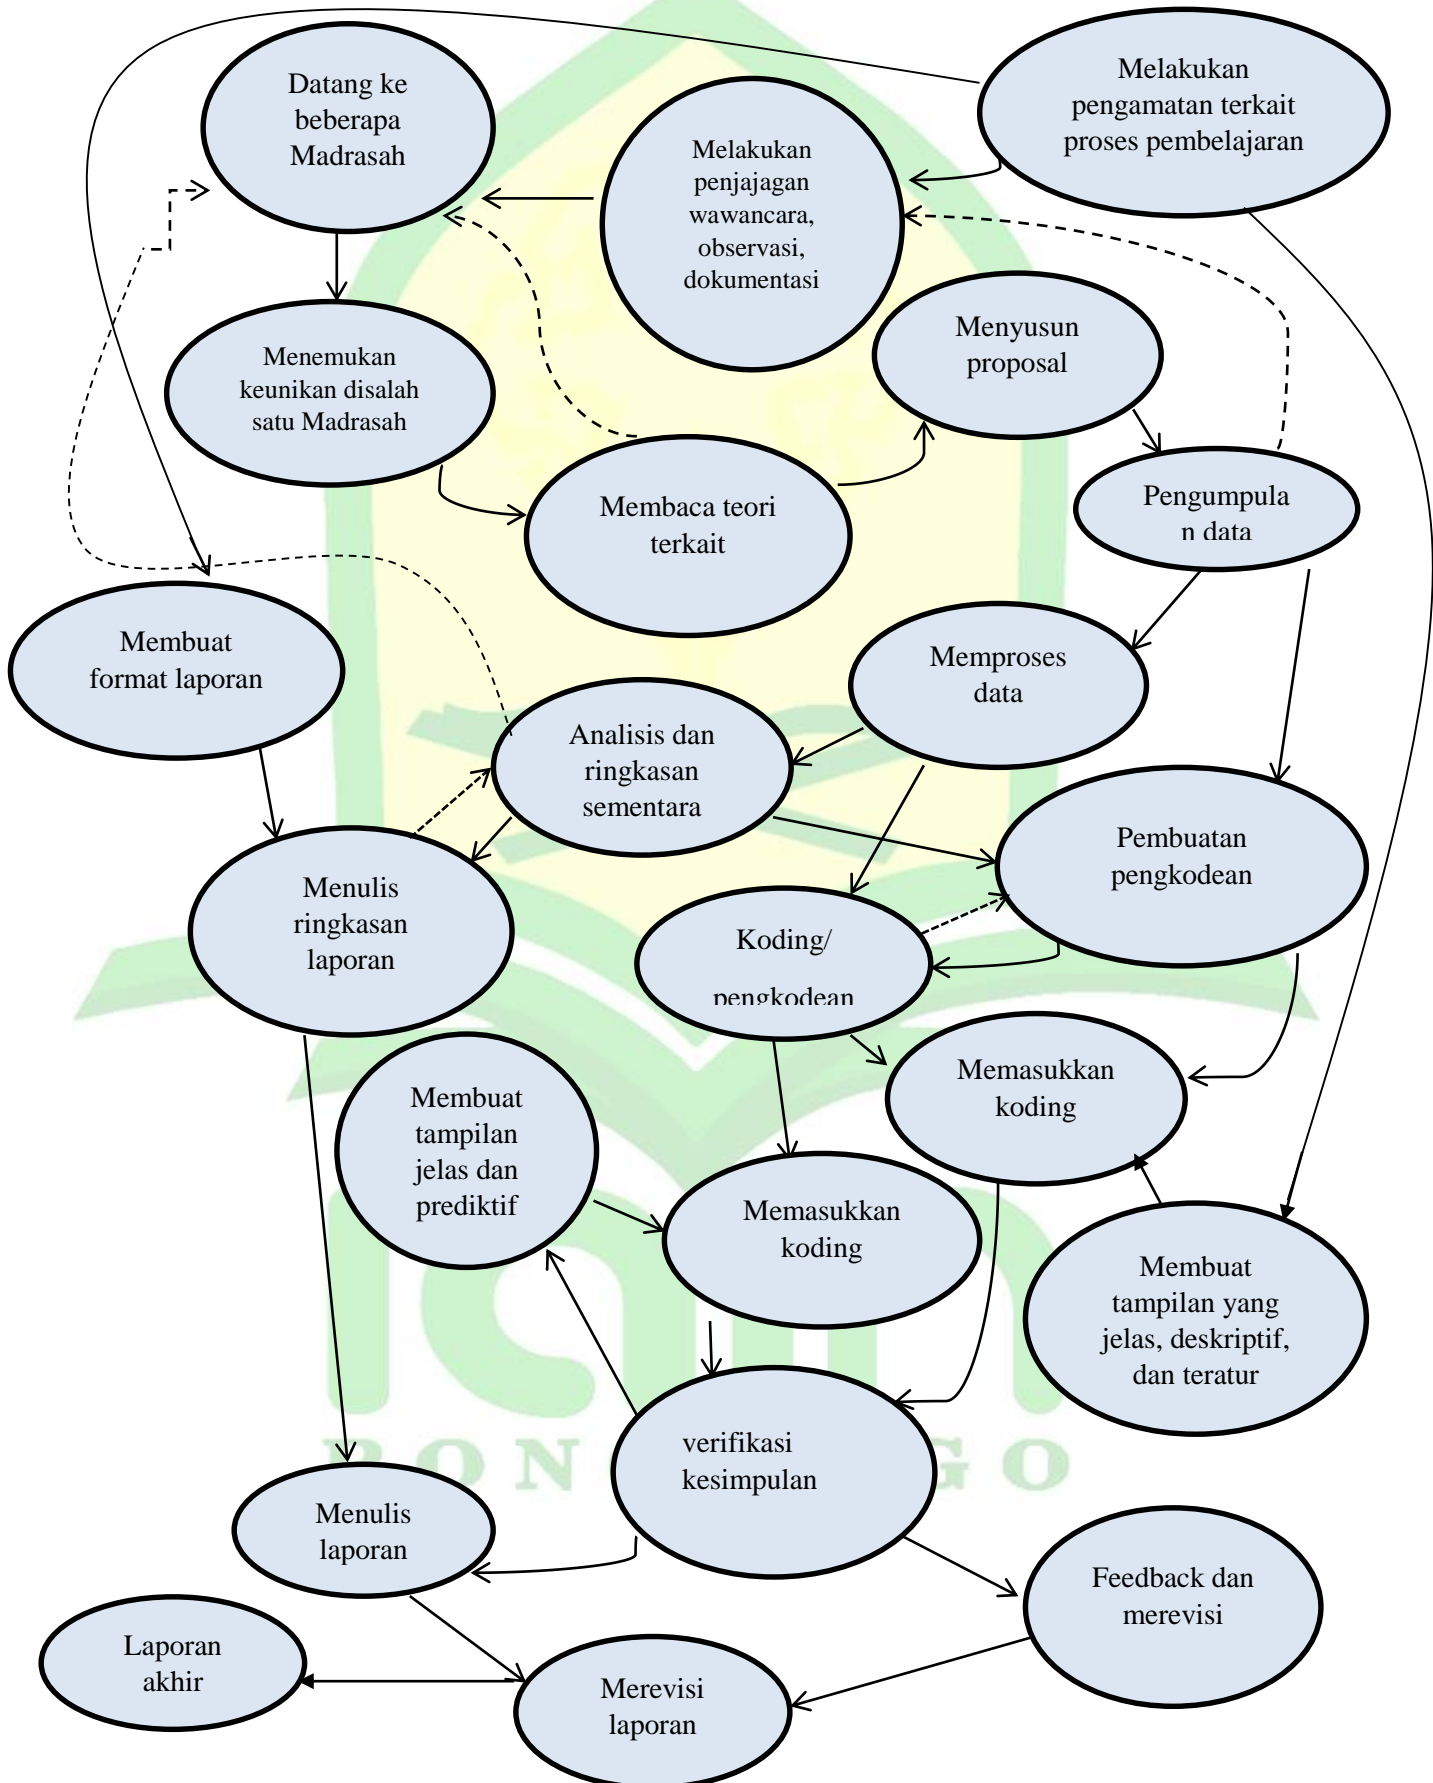 Datang ke
beberapa
Madrasah
Melakukan
penjajagan
wawancara,
observasi,
dokumentasi
Melakukan
pengamatan terkait
proses pembelajaran
Menemukan
keunikan disalah
satu Madrasah
Menyusun
proposal
Membaca teori
terkait
Pengumpula
n data
Membuat
format laporan
Memproses
data
Analisis dan
ringkasan
sementara
Pembuatan
pengkodean
Menulis
ringkasan
laporan
Koding/
pengkodean
Memasukkan
koding
Membuat
tampilan
jelas dan
prediktif
Memasukkan
koding
Membuat
tampilan yang
jelas, deskriptif,
dan teratur
verifikasi
kesimpulan
Menulis
laporan
Feedback dan
merevisi
Laporan
akhir
Merevisi
laporan